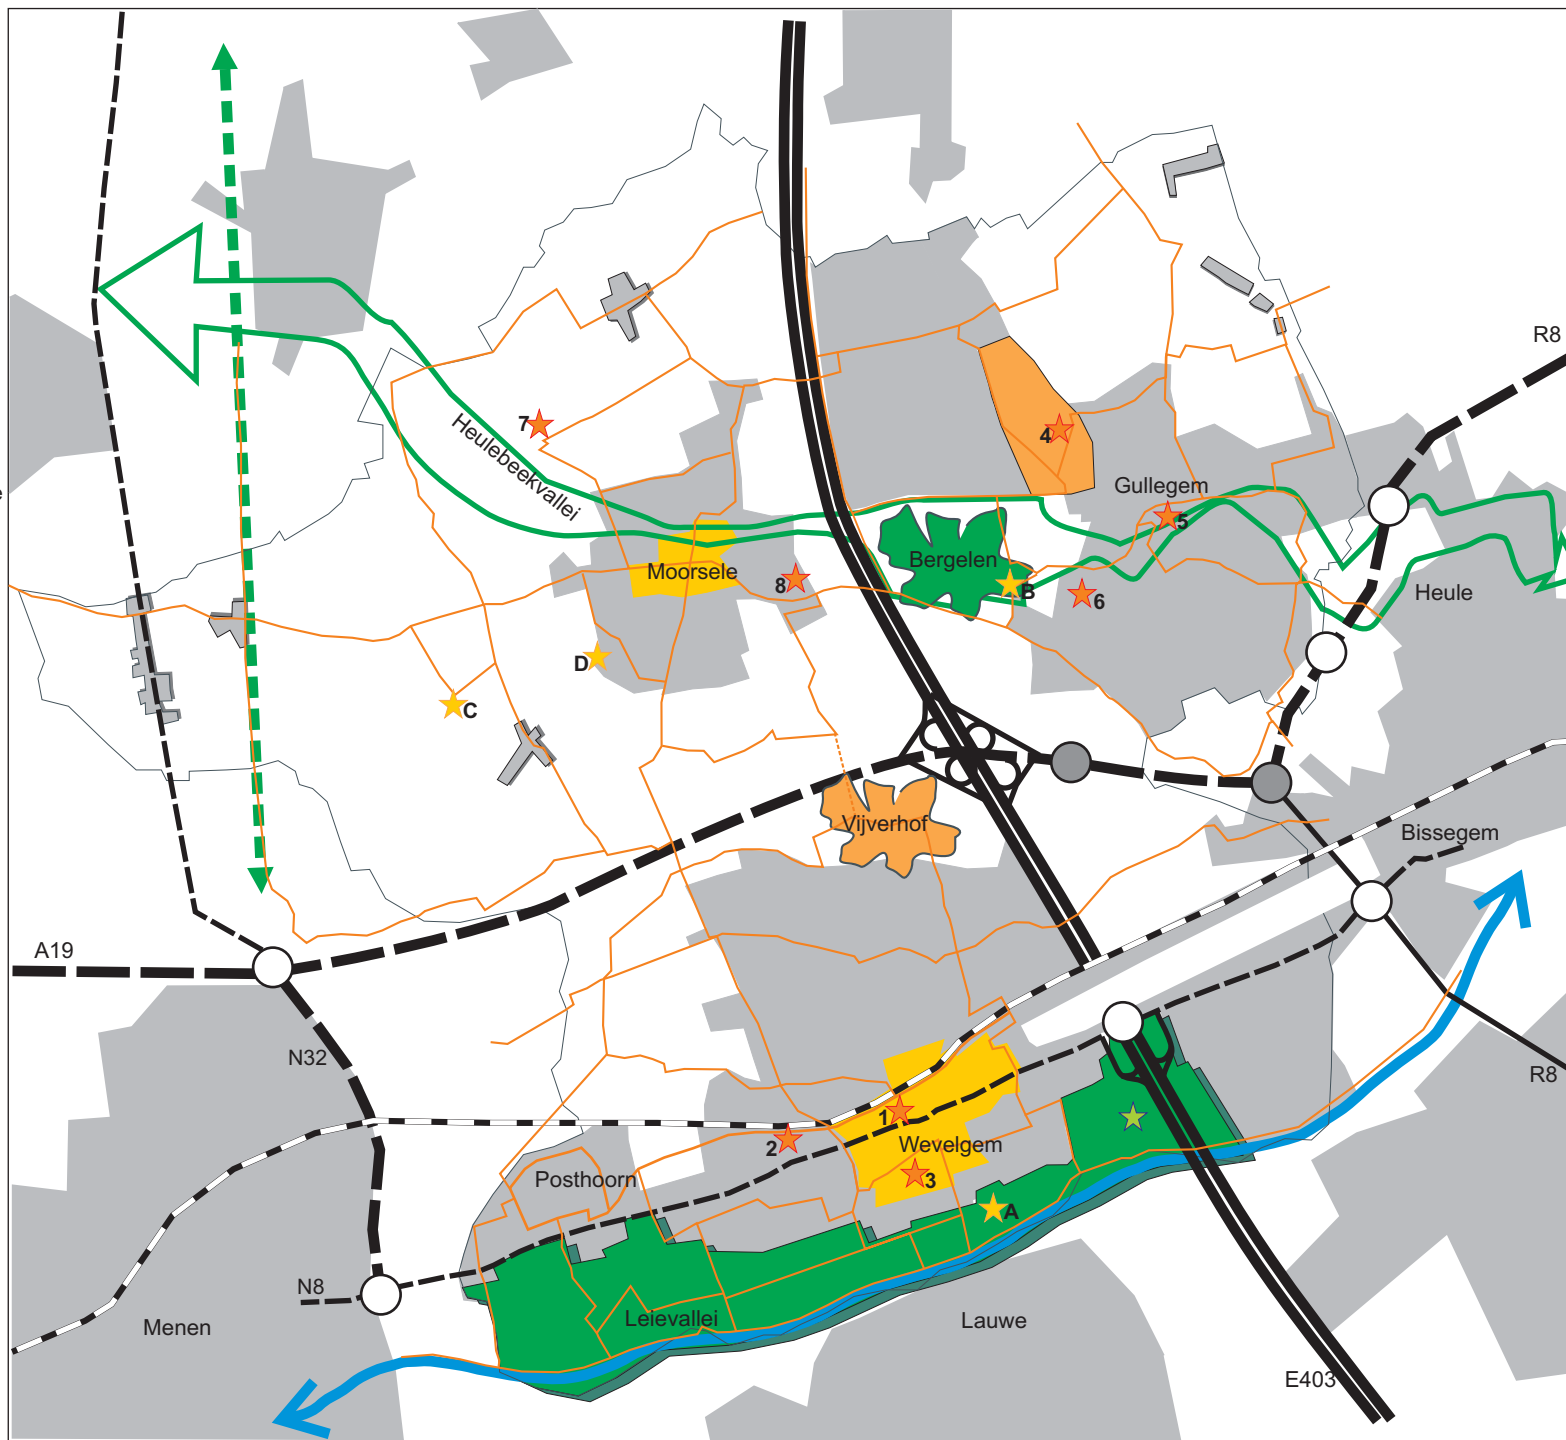 R8
7
4
Heulebeekvallei
Gullegem
5
e
Bergelen
Moorsele
8
B
6
Heule
D
C
Vijverhof
Bissegem
A19
N32
R8
1
2
Wevelgem
Posthoorn
3
A
N8
Leievallei
Lauwe
Menen
E403